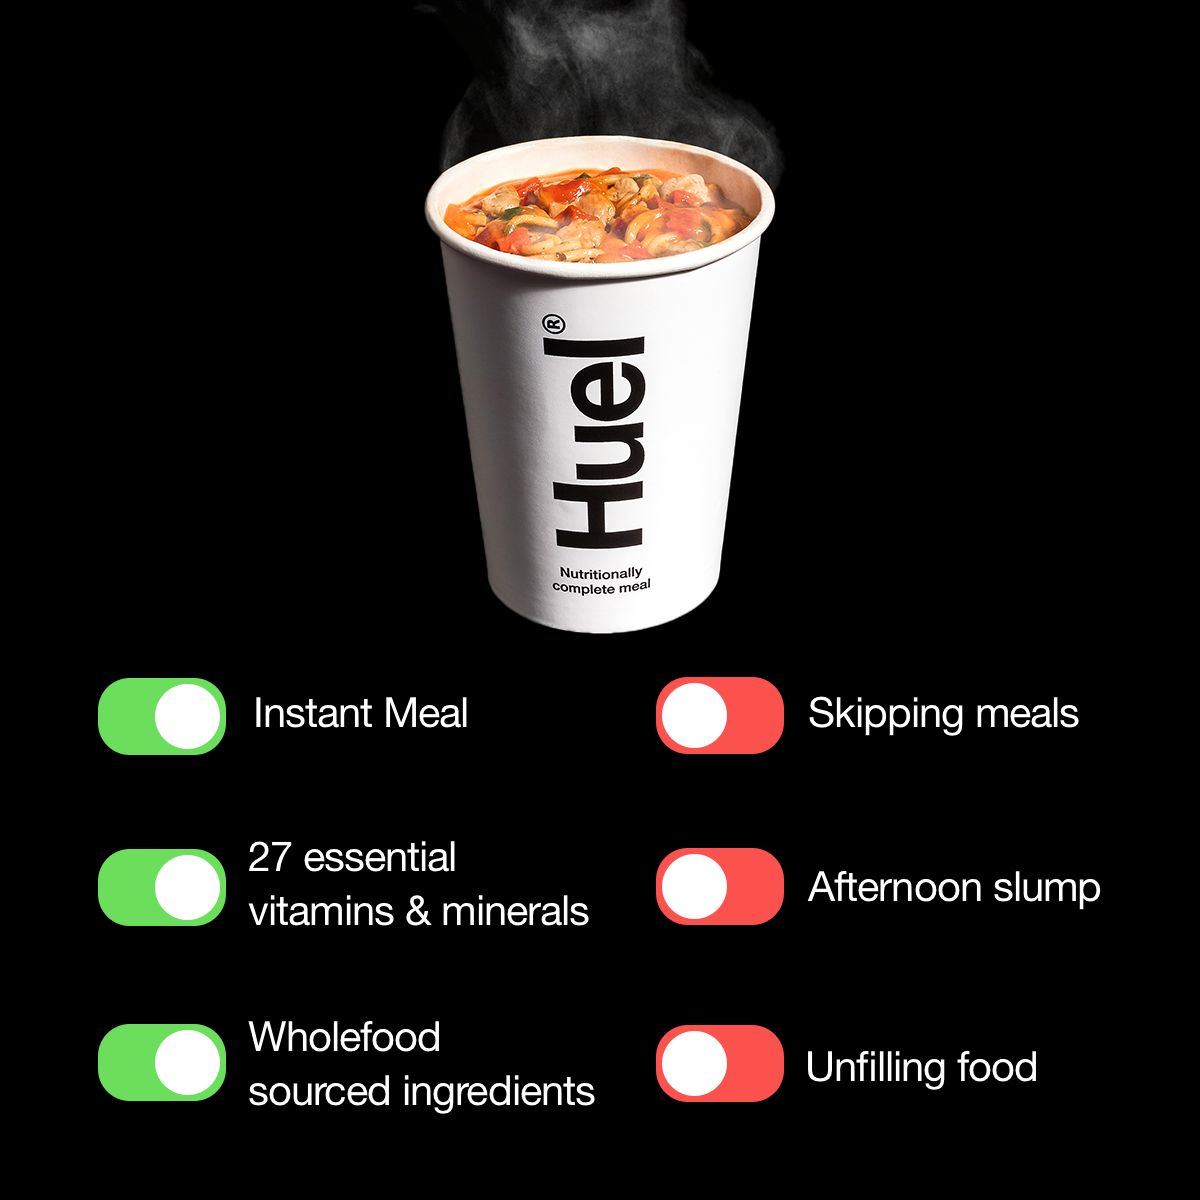 Huel®
Nutritionally
complete meal
Instant Meal
Skipping meals
27 essential
vitamins & minerals
Afternoon slump
Wholefood
sourced ingredients
Unfilling food